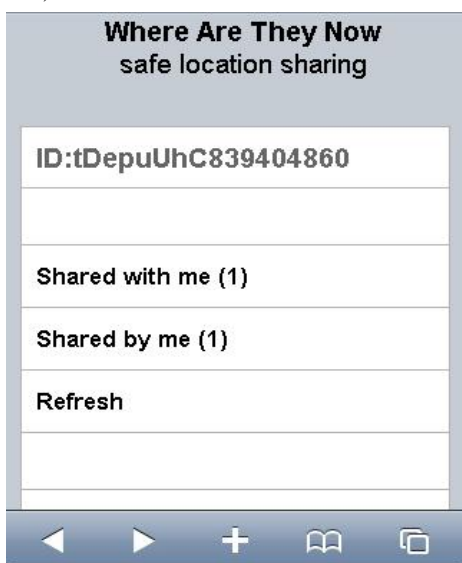 Where Are They Now
safe location sharing
ID:tDepuUhC839404860
Shared with me (1)
Shared by me (1)
Refresh